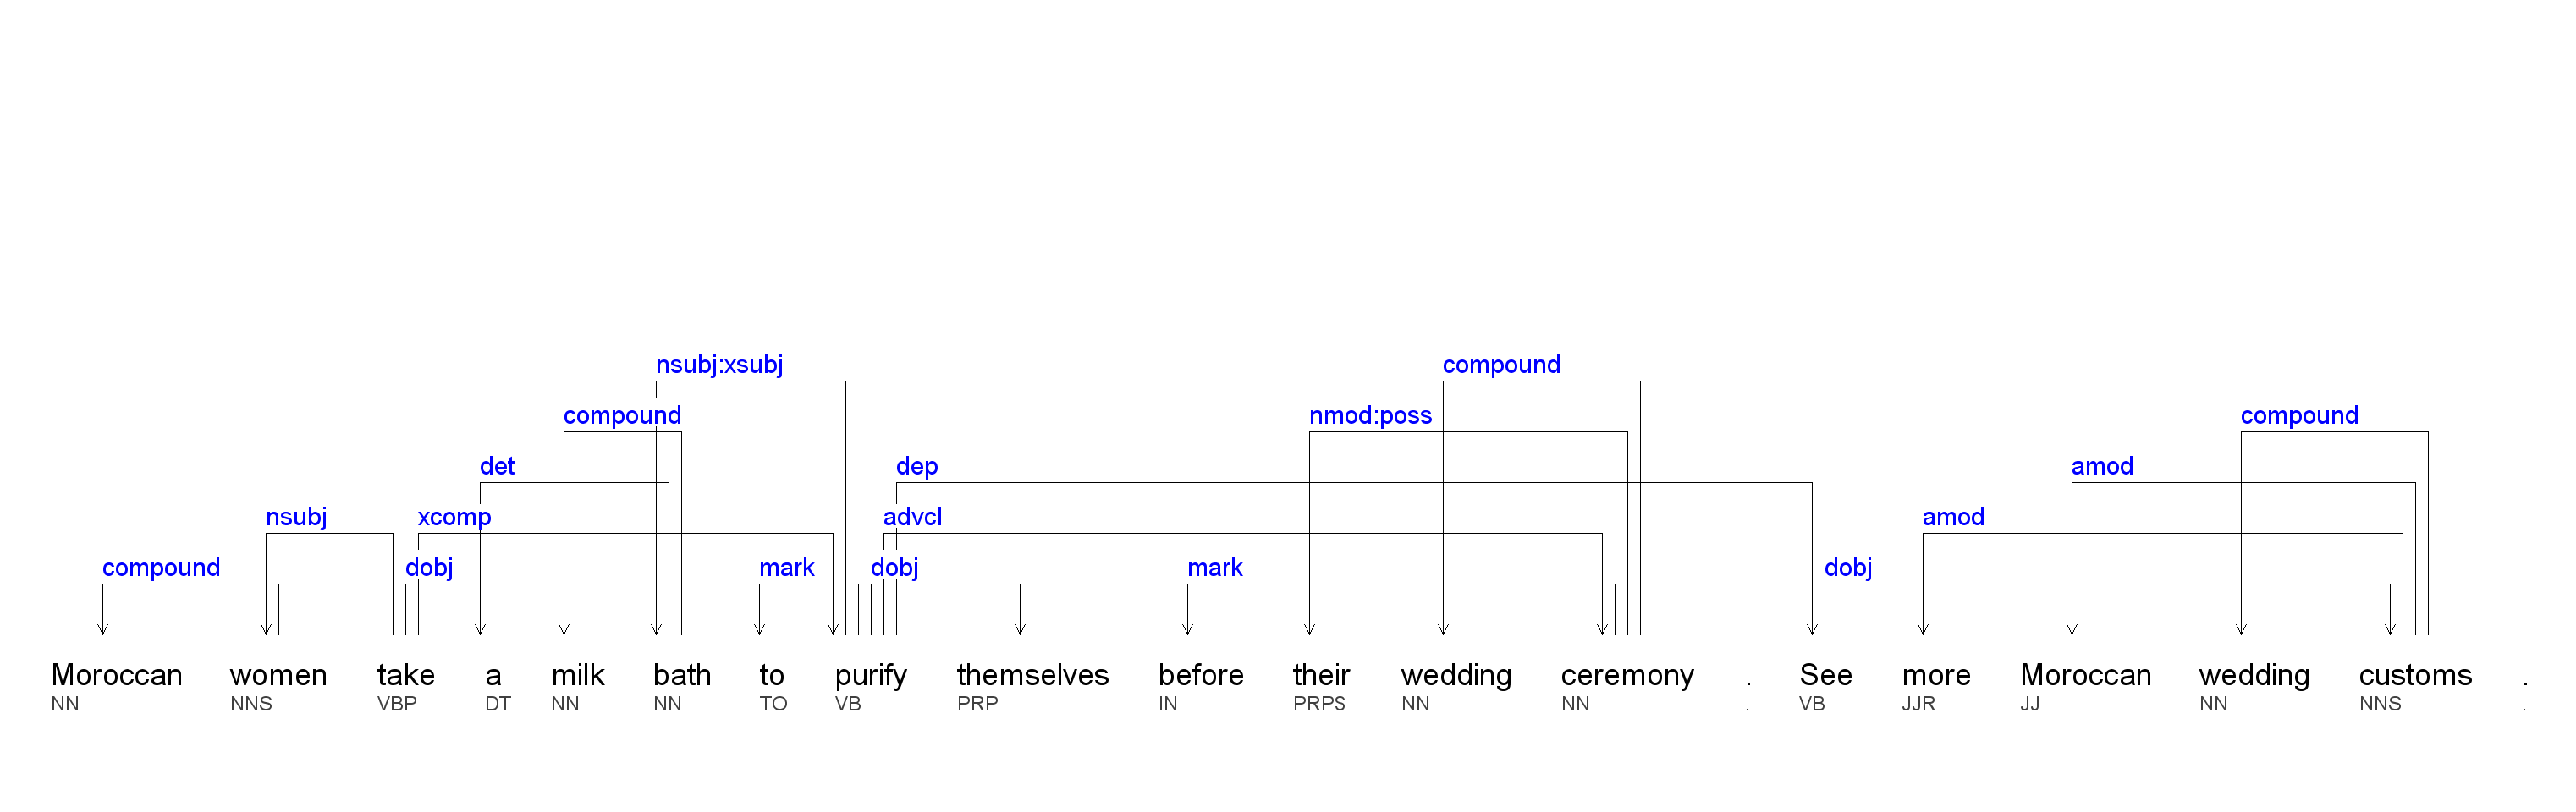 nsubj:xsubj compound
compound nmod:poss compound
det dep amod
nsubj xcomp advcl amod
compound dobj mark dobj mark dobj
Moroccan women take a milk bath to purify themselves before their wedding ceremony . See more Moroccan wedding customs .
NN NNS VBP DT NN NN TO VB PRP IN PRP$ NN NN . VB JJR JJ NN NNS .